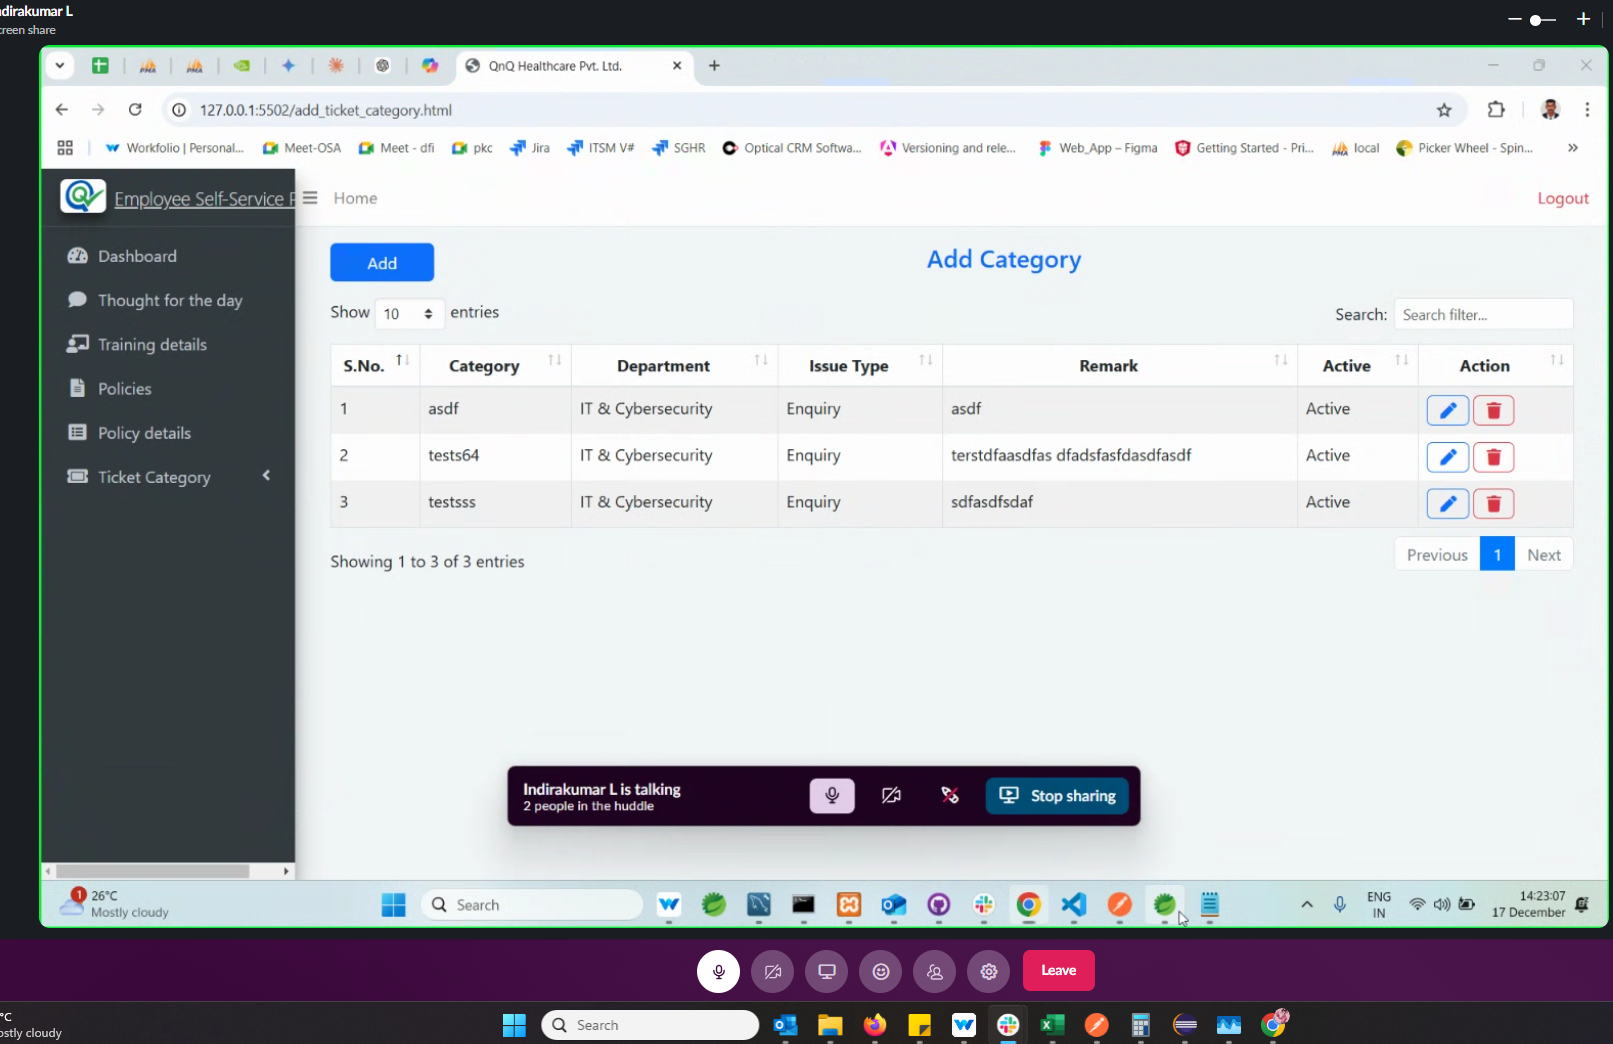 ndirakumar L
creen share
QnQ Healthcare Pvt. Ltd.
127.0.0.1:5502/add_ticket_category.html
Workfolio | Personal...
Meet-OSA
Meet - dfi
pkc
Jira
ITSM V#
SGHR
Optical CRM Softwa...
Versioning and rele...
Web_App – Figma
Getting Started - Pri...
local
Picker Wheel - Spin...
Employee Self-Service P
Home
Logout
Dashboard
Thought for the day
Training details
Policies
Policy details
Ticket Category
Add
Add Category
Show 10 entries
Search: Search filter...
S.No. Category Department Issue Type Remark Active Action
1 asdf IT & Cybersecurity Enquiry asdf Active
2 tests64 IT & Cybersecurity Enquiry terstdfaasdfas dfadsfasfdasdfasdf Active
3 testsss IT & Cybersecurity Enquiry sdfasdfsdaf Active
Showing 1 to 3 of 3 entries
Previous 1 Next
Indirakumar L is talking
2 people in the huddle
Stop sharing
1
26°C
Mostly cloudy
Search
ENG
IN
14:23:07
17 December
Leave
°C
ostly cloudy
Search